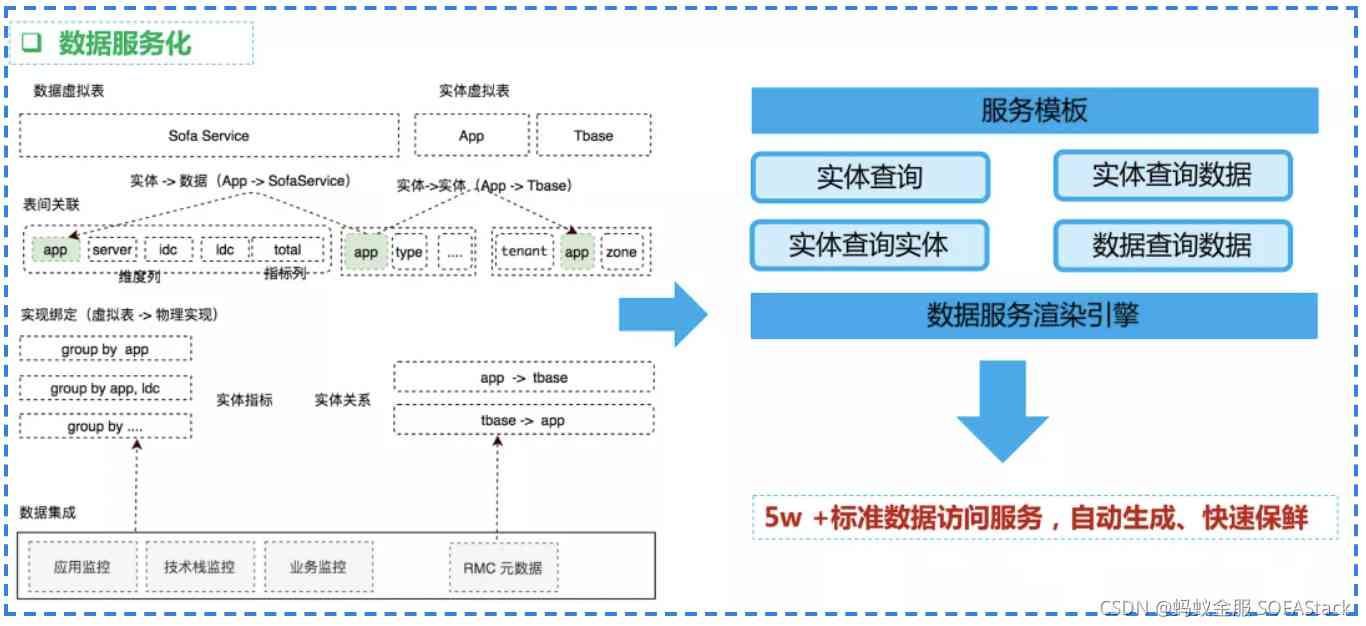 数据服务化
数据虚拟表
实体虚拟表
Sofa Service
App
Tbase
实体 -> 数据（App -> SofaService）
实体->实体（App -> Tbase）
表间关联
app
server
idc
ldc
total
app
type
....
tenant
app
zone
维度列
指标列
实现绑定（虚拟表 -> 物理实现）
group by app
group by app, ldc
group by ....
实体指标
实体关系
app -> tbase
tbase -> app
数据集成
应用监控
技术栈监控
业务监控
RMC 元数据
服务模板
实体查询
实体查询数据
实体查询实体
数据查询数据
数据服务渲染引擎
5w +标准数据访问服务，自动生成、快速保鲜
CSDN @蚂蚁金服 SOFAStack